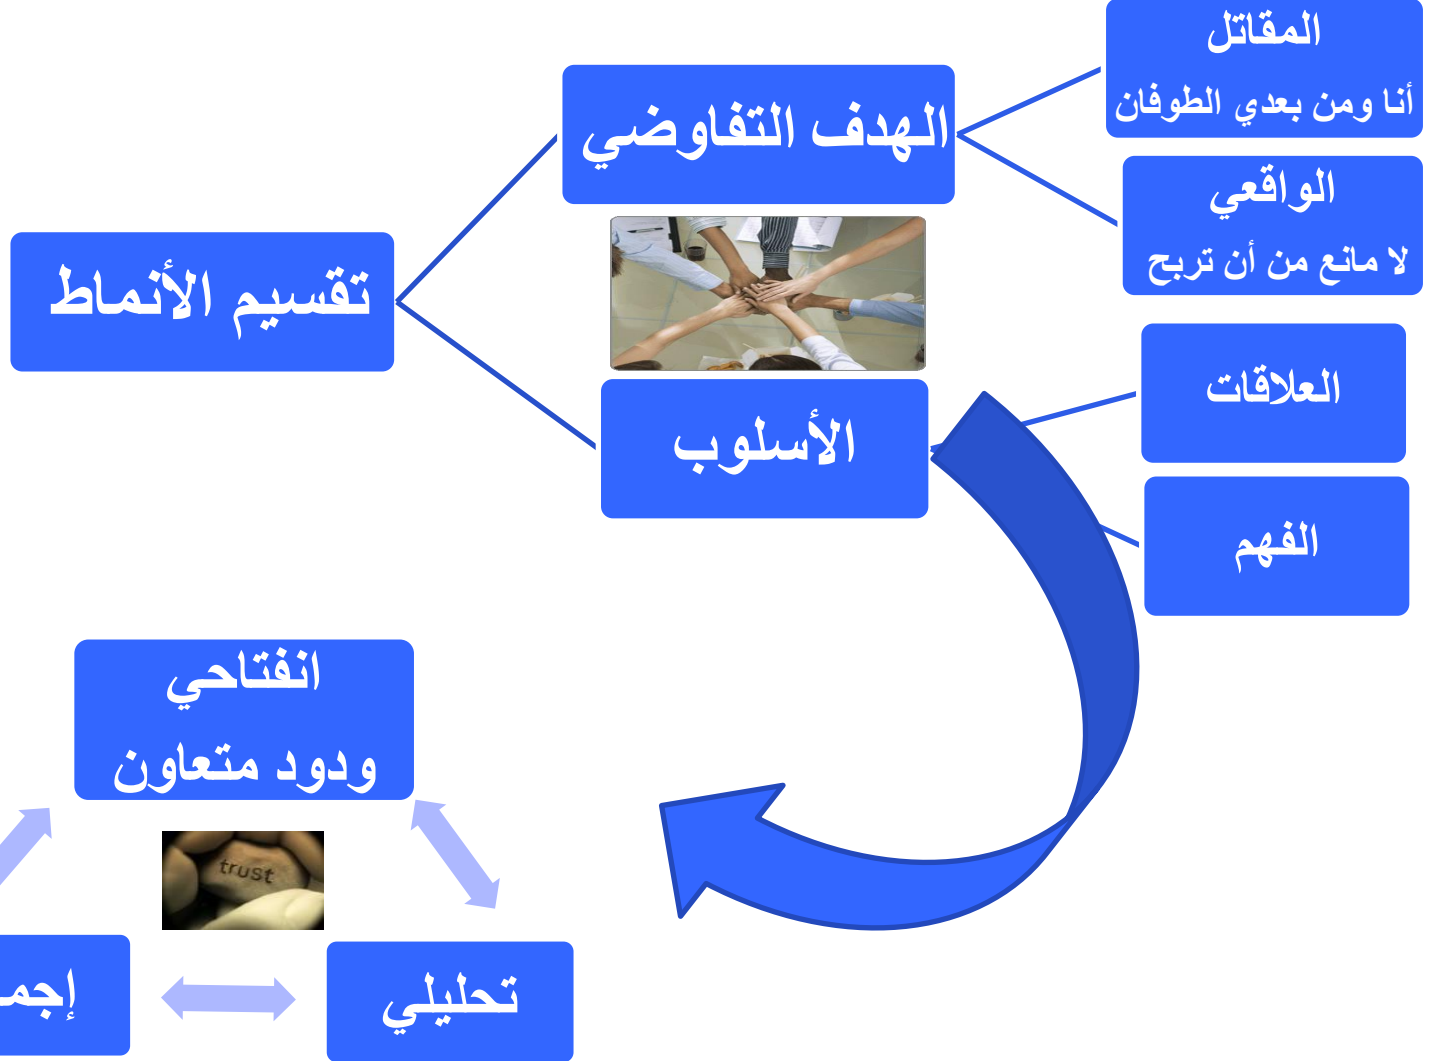 المقاتل
أنا ومن بعدي الطوفان
الهدف التفاوضي
الواقعي
لا مانع من أن تربح
تقسيم الأنماط
العلاقات
الأسلوب
الفهم
انفتاحي
ودود متعاون
trust
تحليلي